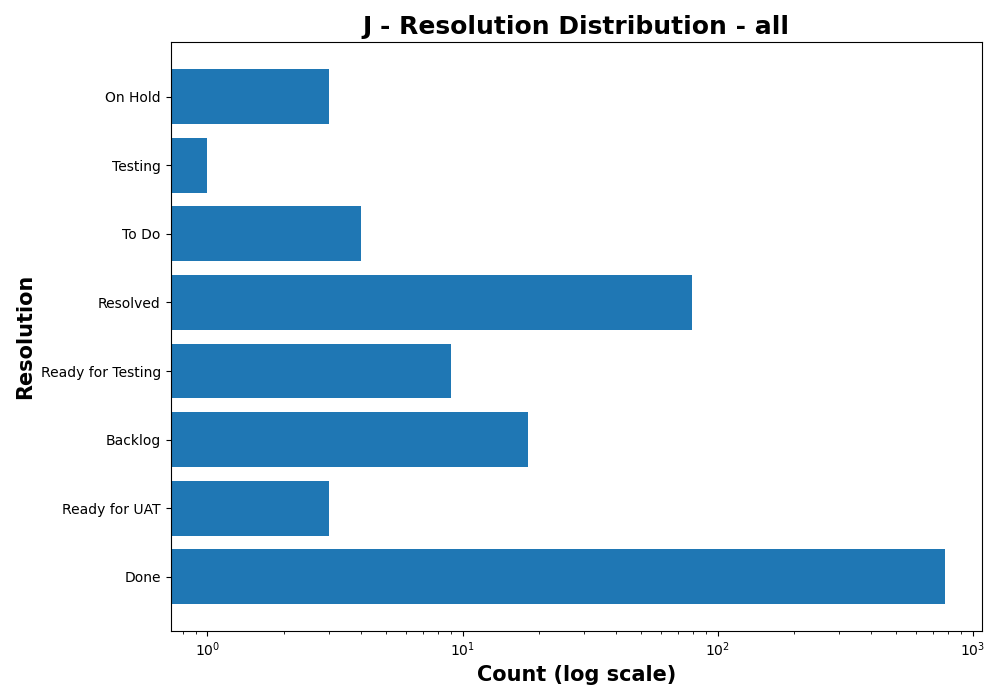 J - Resolution Distribution - all
On Hold
Testing
To Do
Resolved
Ready for Testing
Backlog
Ready for UAT
Done
Resolution
10⁰ 10¹ 10² 10³
Count (log scale)